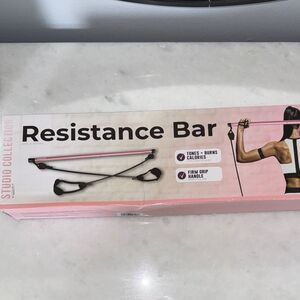 STUDIO COLLECTION
Resistance Bar
TONES + BURNS
CALORIES
FIRM GRIP
HANDLE